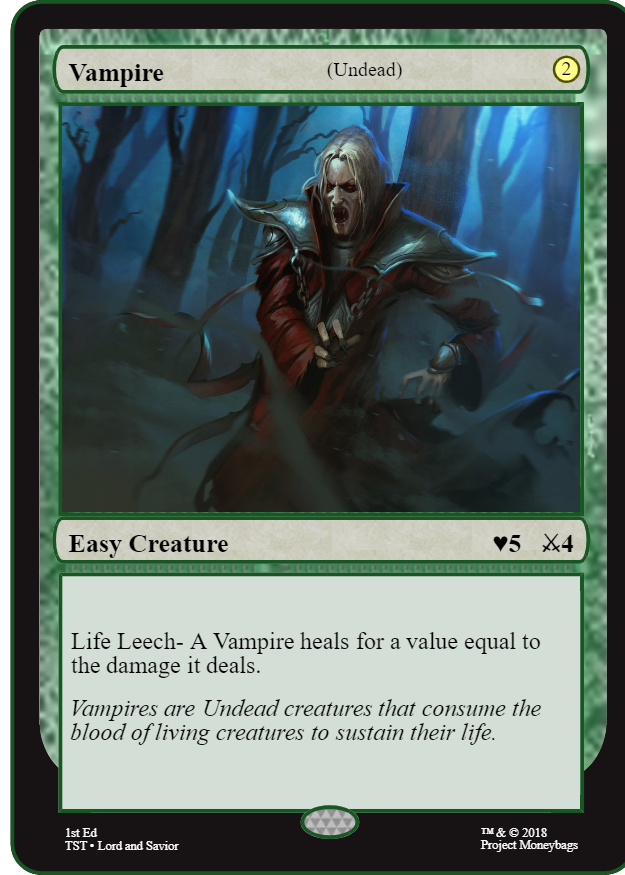 Vampire (Undead) 2
Easy Creature ♥5 ⚔4
Life Leech- A Vampire heals for a value equal to
the damage it deals.
Vampires are Undead creatures that consume the
blood of living creatures to sustain their life.
1st Ed ™ & © 2018
TST • Lord and Savior Project Moneybags